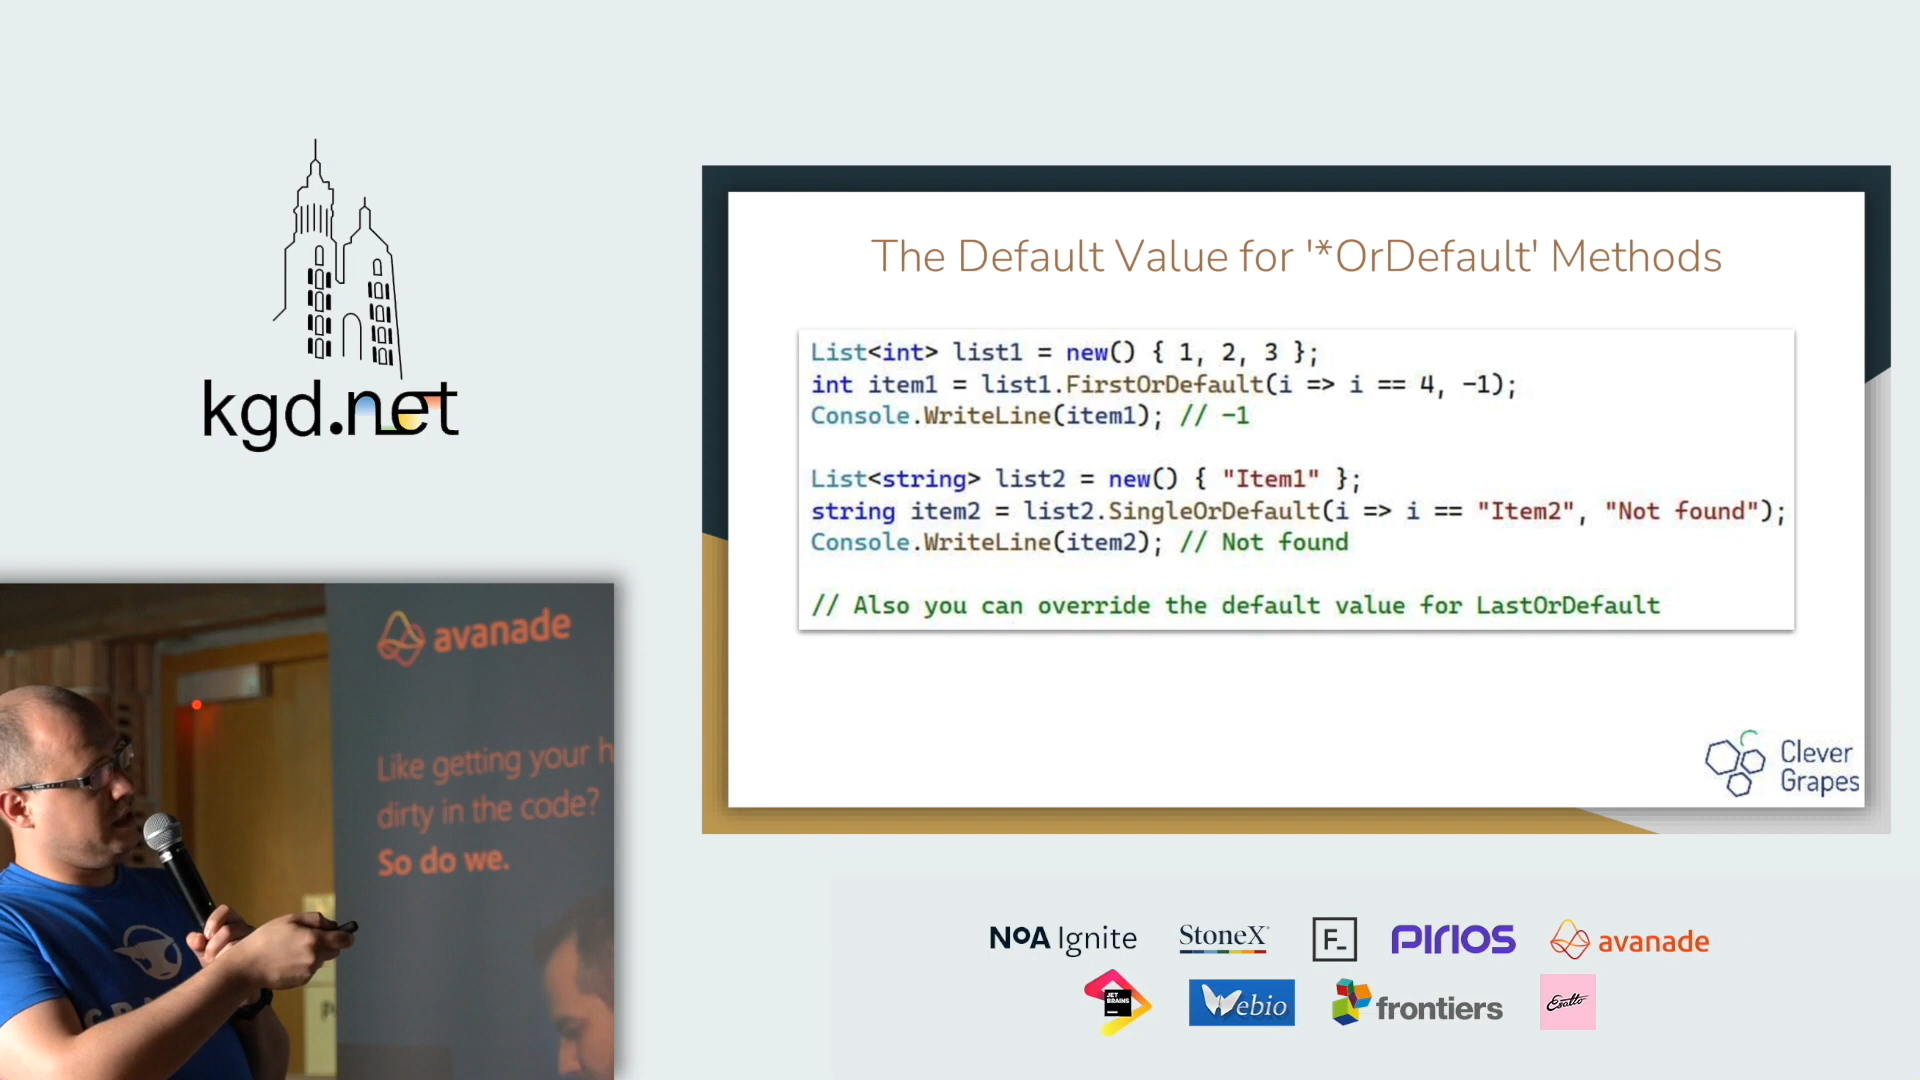 kgd.net
The Default Value for '*OrDefault' Methods
List<int> list1 = new() { 1, 2, 3 };
int item1 = list1.FirstOrDefault(i => i == 4, -1);
Console.WriteLine(item1); // -1
List<string> list2 = new() { "Item1" };
string item2 = list2.SingleOrDefault(i => i == "Item2", "Not found");
Console.WriteLine(item2); // Not found
// Also you can override the default value for LastOrDefault
Clever
Grapes
avanade
Like getting your h
dirty in the code?
So do we.
NoA Ignite
StoneX
F_
PIRIOS
avanade
JET
BRAINS
Webio
frontiers
Esatto